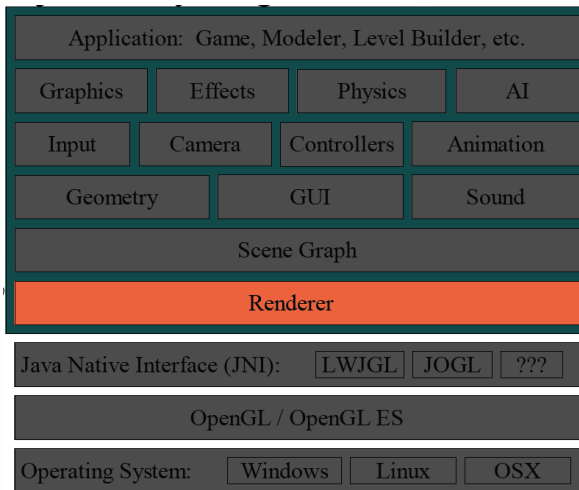 Application: Game, Modeler, Level Builder, etc.
Graphics Effects Physics AI
Input Camera Controllers Animation
Geometry GUI Sound
Scene Graph
Renderer
Java Native Interface (JNI): LWJGL JOGL ???
OpenGL / OpenGL ES
Operating System: Windows Linux OSX